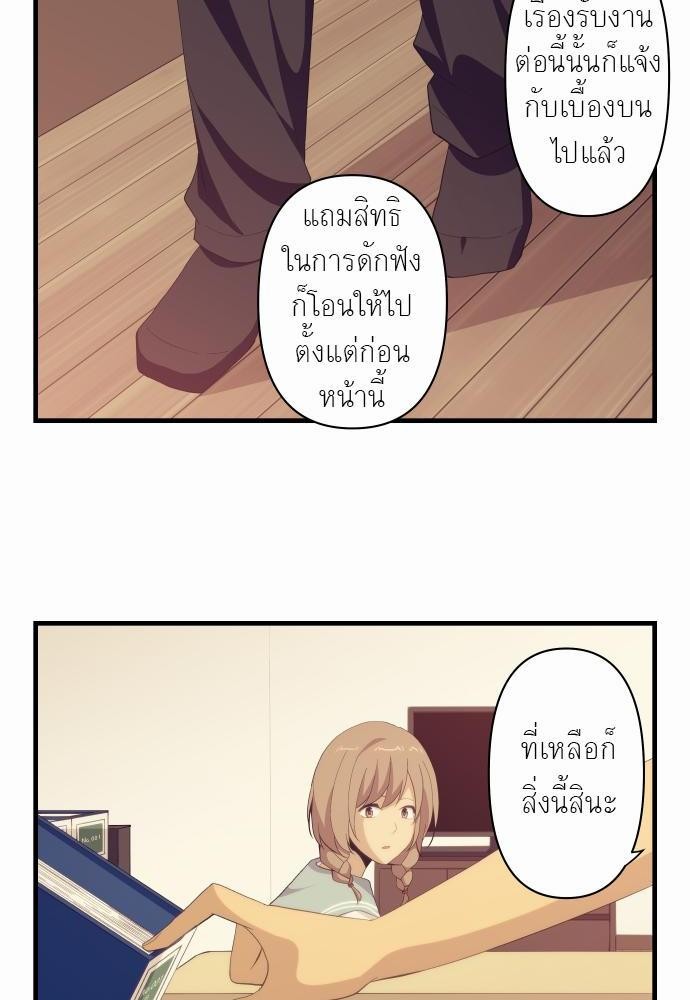 เรื่องรับงาน
ต่อนี้นั้นก็แจ้ง
กับเบื้องบน
ไปแล้ว
แถมสิทธิ
ในการดักฟัง
ก็โอนให้ไป
ตั้งแต่ก่อน
หน้านี้
ที่เหลือก็
สิ่งนี้สินะ
No.001